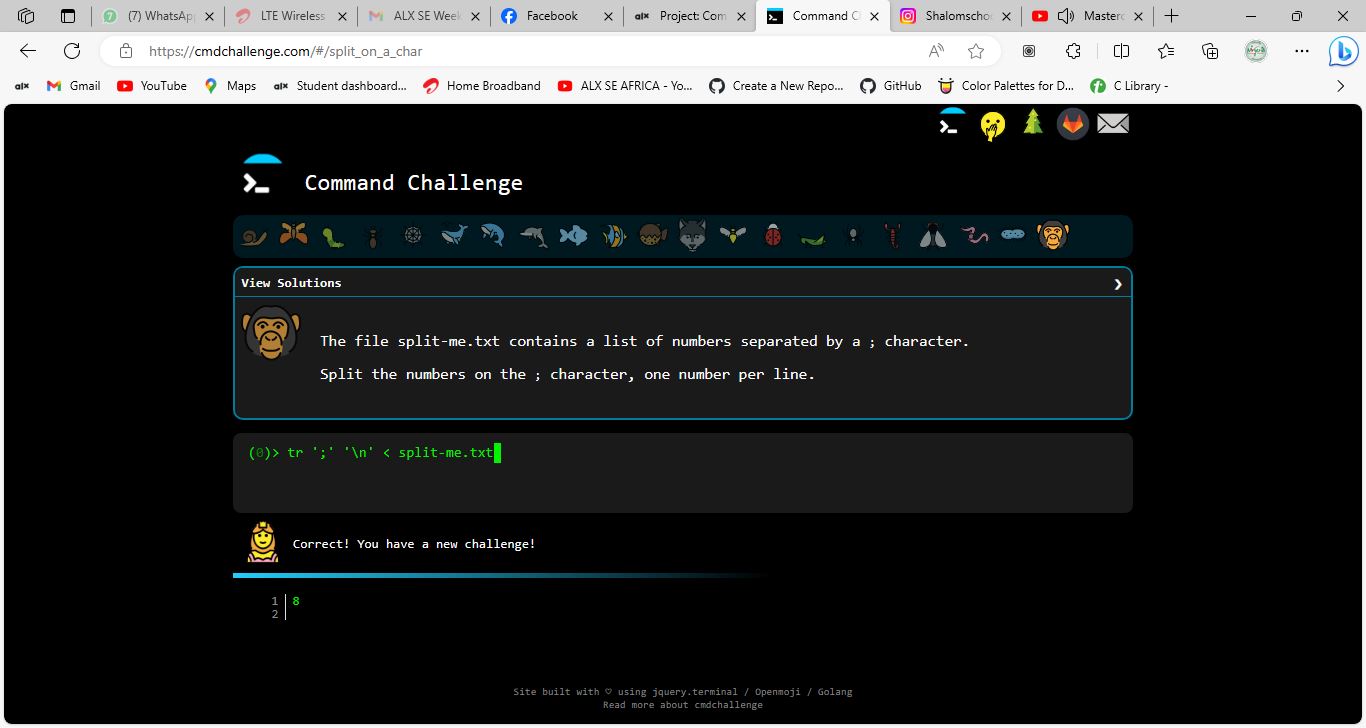 (7) WhatsApp
LTE Wireless
ALX SE Week
Facebook
alx Project: Com
Command C
Shalomschoo
Masterc
https://cmdchallenge.com/#/split_on_a_char
alx
Gmail
YouTube
Maps
alx Student dashboard...
Home Broadband
ALX SE AFRICA - Yo...
Create a New Repo...
GitHub
Color Palettes for D...
C Library -
Command Challenge
View Solutions
The file split-me.txt contains a list of numbers separated by a ; character.
Split the numbers on the ; character, one number per line.
(0)> tr ';' '\n' < split-me.txt
Correct! You have a new challenge!
1 8
2
Site built with ♡ using jquery.terminal / Openmoji / Golang
Read more about cmdchallenge